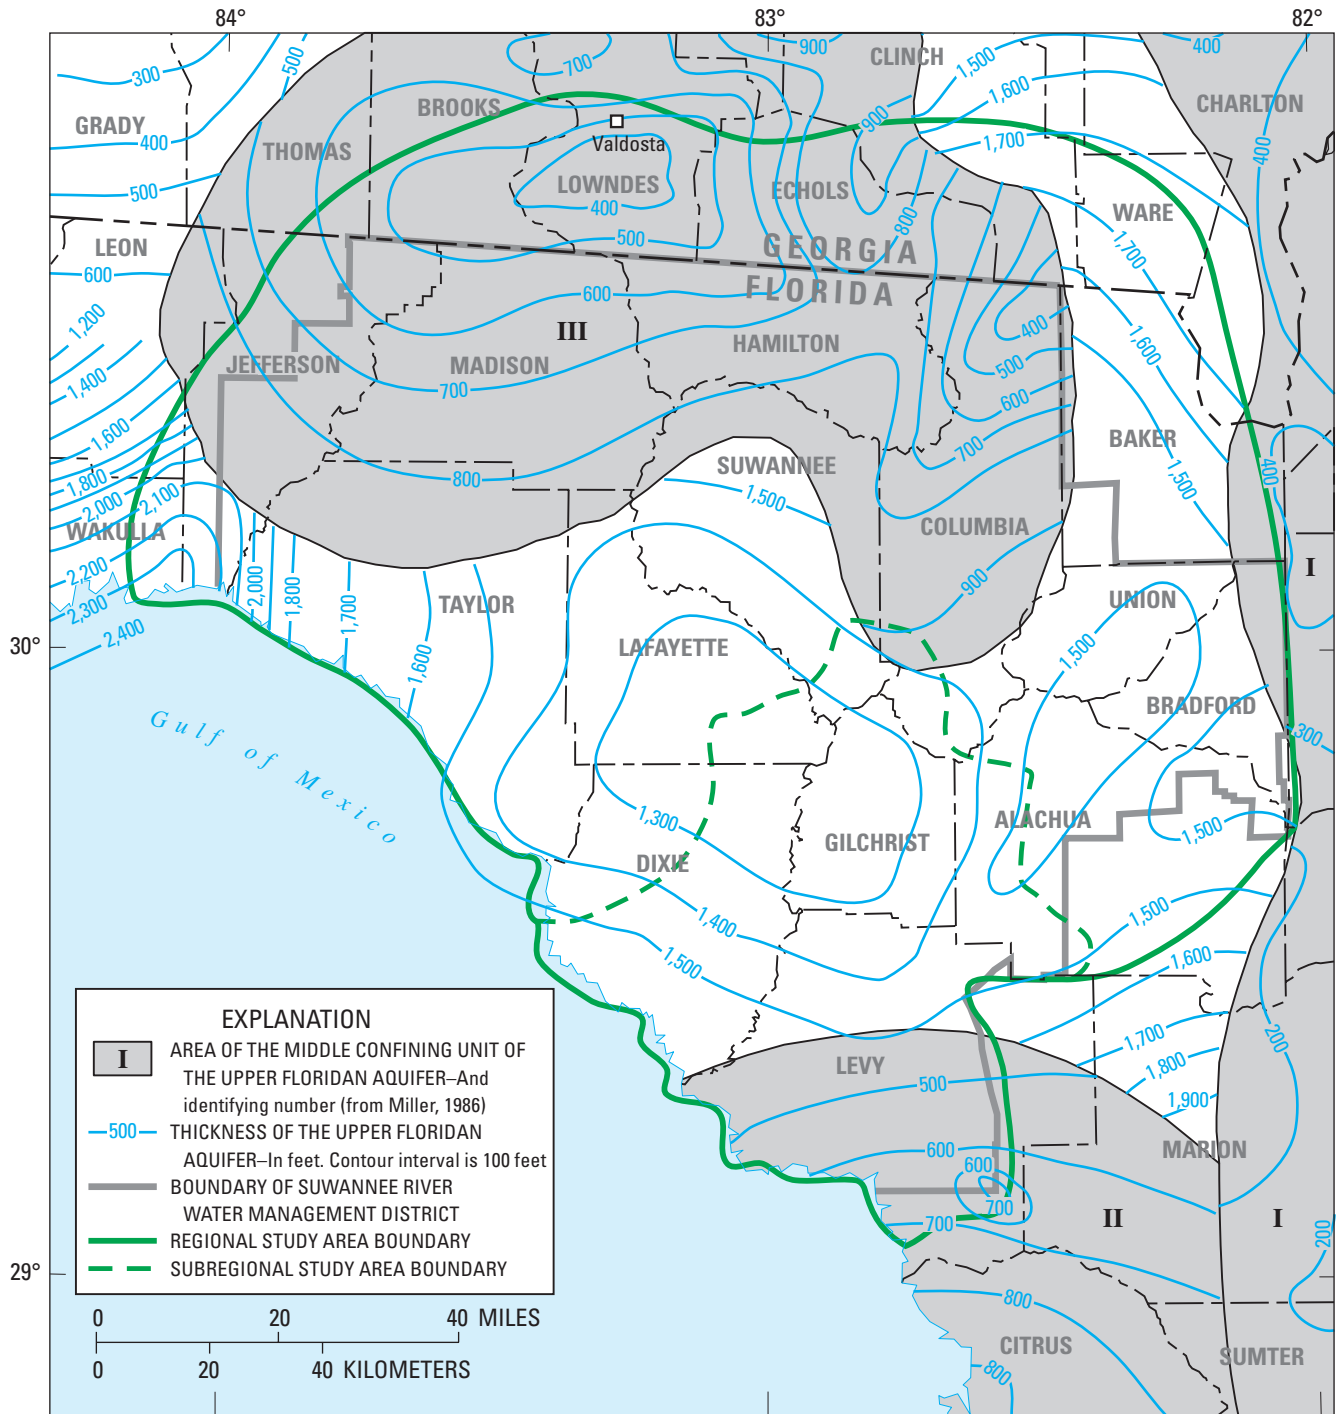 84°
83°
82°
900
CLINCH
1,500
400
500
700
300
1,600
BROOKS
CHARLTON
GRADY
900
400
THOMAS
Valdosta
1,700
400
500
LOWNDES
ECHOLS
400
WARE
800
500
LEON
GEORGIA
1,700
600
FLORIDA
600
1,200
III
400
HAMILTON
1,600
JEFFERSON
MADISON
500
1,400
700
600
1,600
BAKER
700
SUWANNEE
400
1,800
800
1,500
1,500
2,100
2,000
WAKULLA
COLUMBIA
I
2,200
2,000
1,800
900
2,300
1,700
TAYLOR
UNION
2,400
30°
LAFAYETTE
1,500
1,600
BRADFORD
Gulf of Mexico
300
1,300
ALACHUA
1,500
GILCHRIST
DIXIE
1,400
1,500
1,500
1,600
EXPLANATION
I
AREA OF THE MIDDLE CONFINING UNIT OF
THE UPPER FLORIDAN AQUIFER–And
identifying number (from Miller, 1986)
500
THICKNESS OF THE UPPER FLORIDAN
AQUIFER–In feet. Contour interval is 100 feet
BOUNDARY OF SUWANNEE RIVER
WATER MANAGEMENT DISTRICT
REGIONAL STUDY AREA BOUNDARY
SUBREGIONAL STUDY AREA BOUNDARY
200
1,700
LEVY
1,800
500
1,900
MARION
600
600
700
700
II
I
200
29°
800
CITRUS
SUMTER
800
0 20 40 MILES
0 20 40 KILOMETERS